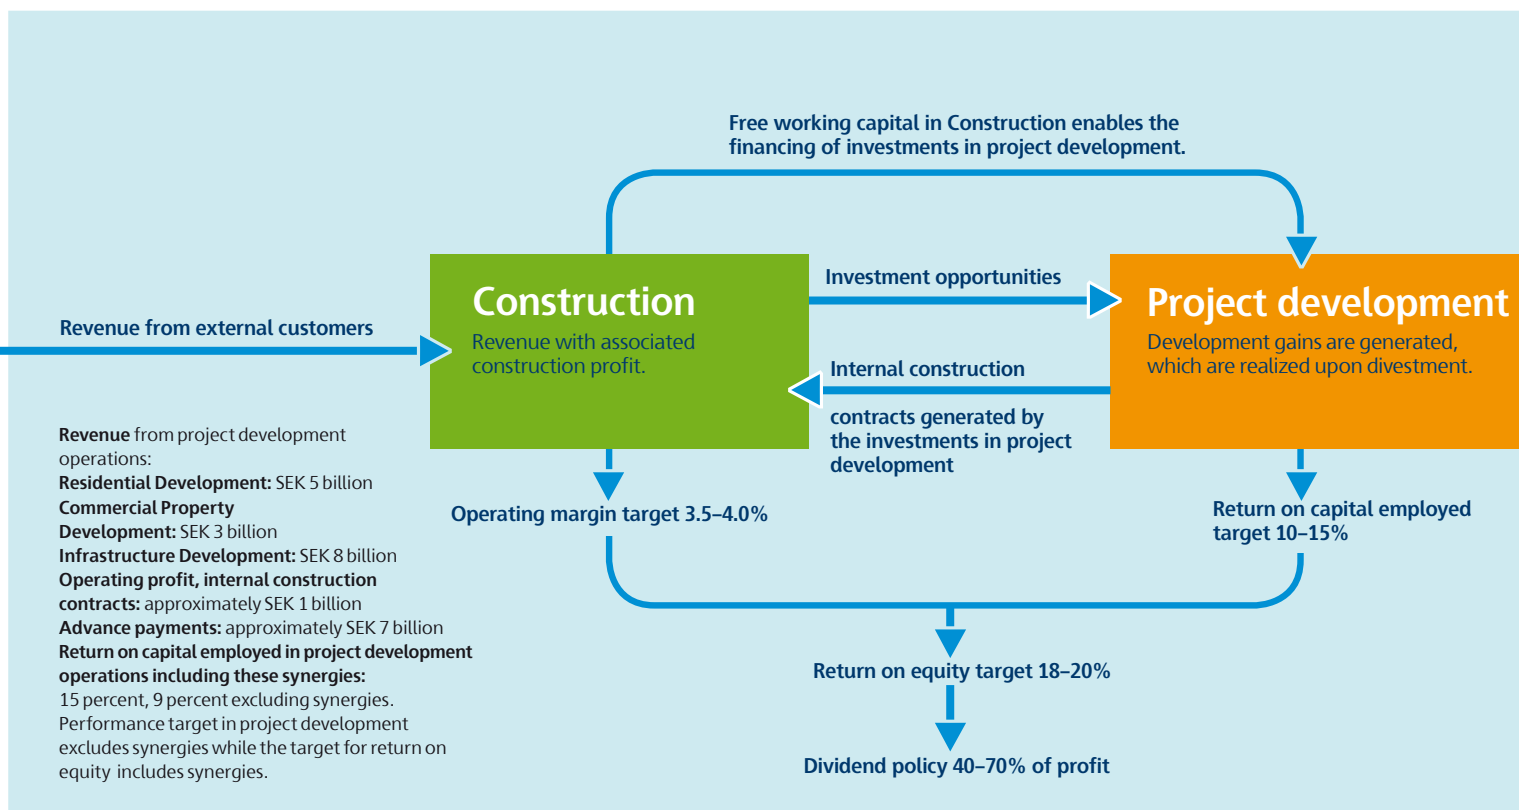 Free working capital in Construction enables the
financing of investments in project development.
Revenue from external customers
Construction
Revenue with associated
construction profit.
Investment opportunities
Internal construction
contracts generated by
the investments in project
development
Project development
Development gains are generated,
which are realized upon divestment.
Revenue from project development
operations:
Residential Development: SEK 5 billion
Commercial Property
Development: SEK 3 billion
Infrastructure Development: SEK 8 billion
Operating profit, internal construction
contracts: approximately SEK 1 billion
Advance payments: approximately SEK 7 billion
Return on capital employed in project development
operations including these synergies:
15 percent, 9 percent excluding synergies.
Performance target in project development
excludes synergies while the target for return on
equity includes synergies.
Operating margin target 3.5–4.0%
Return on capital employed
target 10–15%
Return on equity target 18–20%
Dividend policy 40–70% of profit